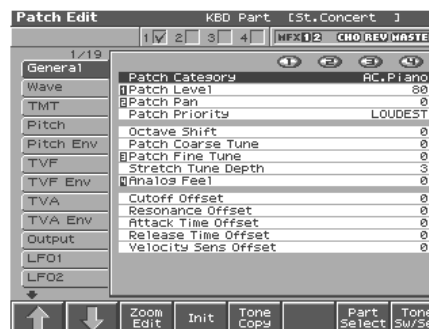 Patch Edit KBD Part [St.Concert ]
1 2 3 4 MFX 1 2 CHO REV MASTE
1/19
1 2 3 4
General
Wave
TMT
Pitch
Pitch Env
TVF
TVF Env
TVA
TVA Env
Output
LFO1
LFO2
Patch Category AC.Piano
1 Patch Level 80
2 Patch Pan 0
Patch Priority LOUDEST
Octave Shift 0
Patch Coarse Tune 0
3 Patch Fine Tune 0
Stretch Tune Depth 3
4 Analog Feel 0
Cutoff Offset 0
Resonance Offset 0
Attack Time Offset 0
Release Time Offset 0
Velocity Sens Offset 0
Zoom Edit
Init
Tone Copy
Part Select
Tone Sw/Se